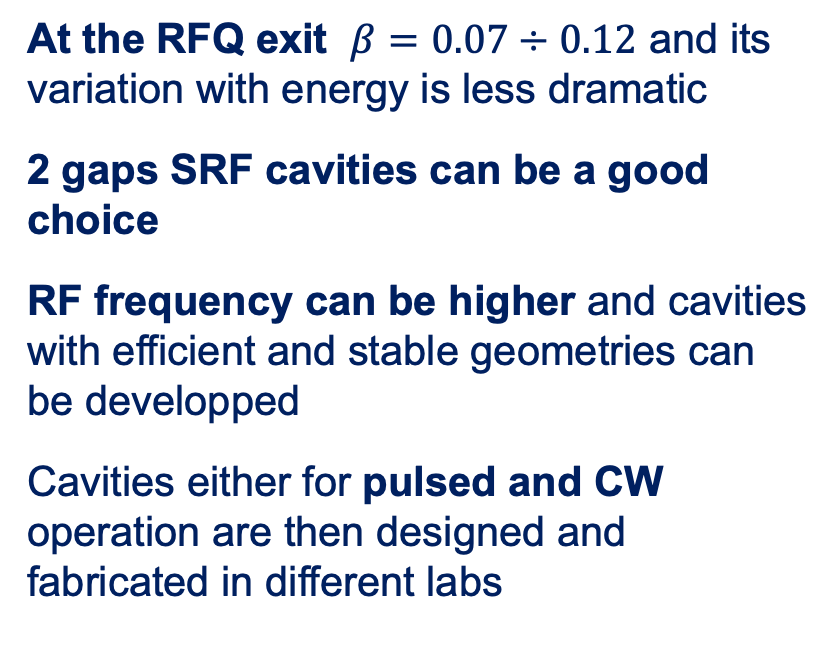 At the RFQ exit 𝛽 = 0.07 ÷ 0.12 and its
variation with energy is less dramatic
2 gaps SRF cavities can be a good
choice
RF frequency can be higher and cavities
with efficient and stable geometries can
be developped
Cavities either for pulsed and CW
operation are then designed and
fabricated in different labs